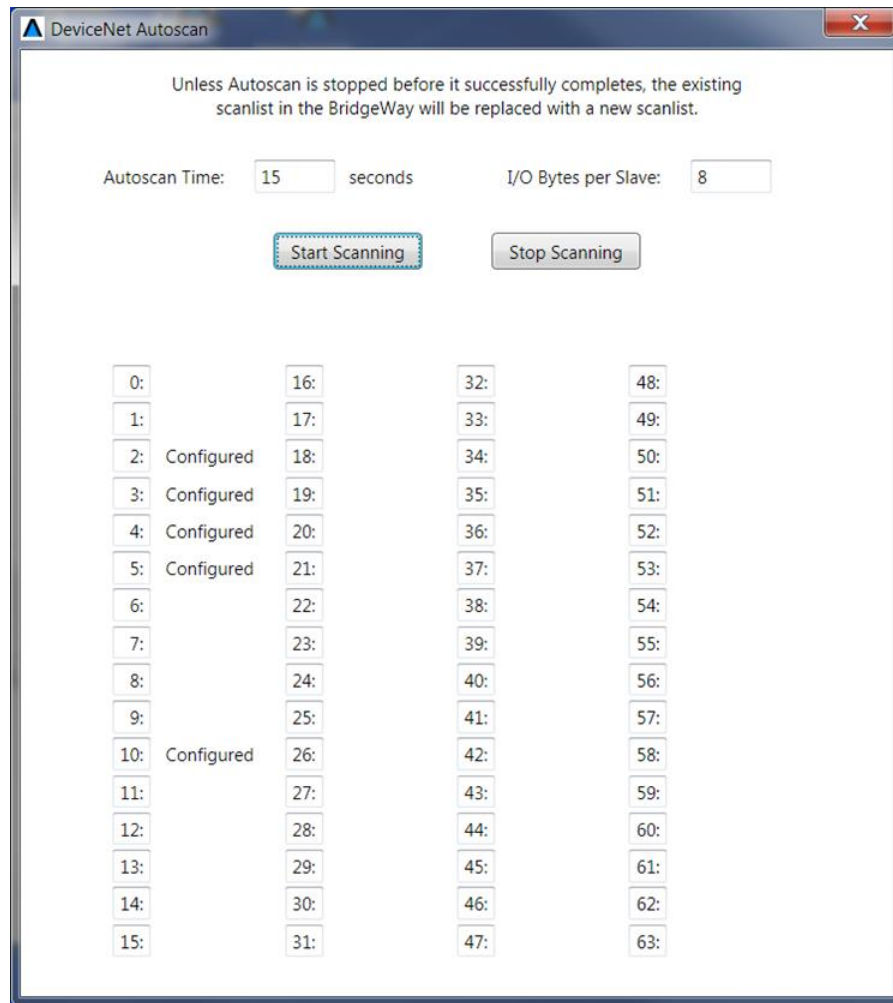 DeviceNet Autoscan
Unless Autoscan is stopped before it successfully completes, the existing
scanlist in the BridgeWay will be replaced with a new scanlist.
Autoscan Time: 15 seconds I/O Bytes per Slave: 8
Start Scanning Stop Scanning
0: 16: 32: 48:
1: 17: 33: 49:
2: Configured 18: 34: 50:
3: Configured 19: 35: 51:
4: Configured 20: 36: 52:
5: Configured 21: 37: 53:
6: 22: 38: 54:
7: 23: 39: 55:
8: 24: 40: 56:
9: 25: 41: 57:
10: Configured 26: 42: 58:
11: 27: 43: 59:
12: 28: 44: 60:
13: 29: 45: 61:
14: 30: 46: 62:
15: 31: 47: 63: